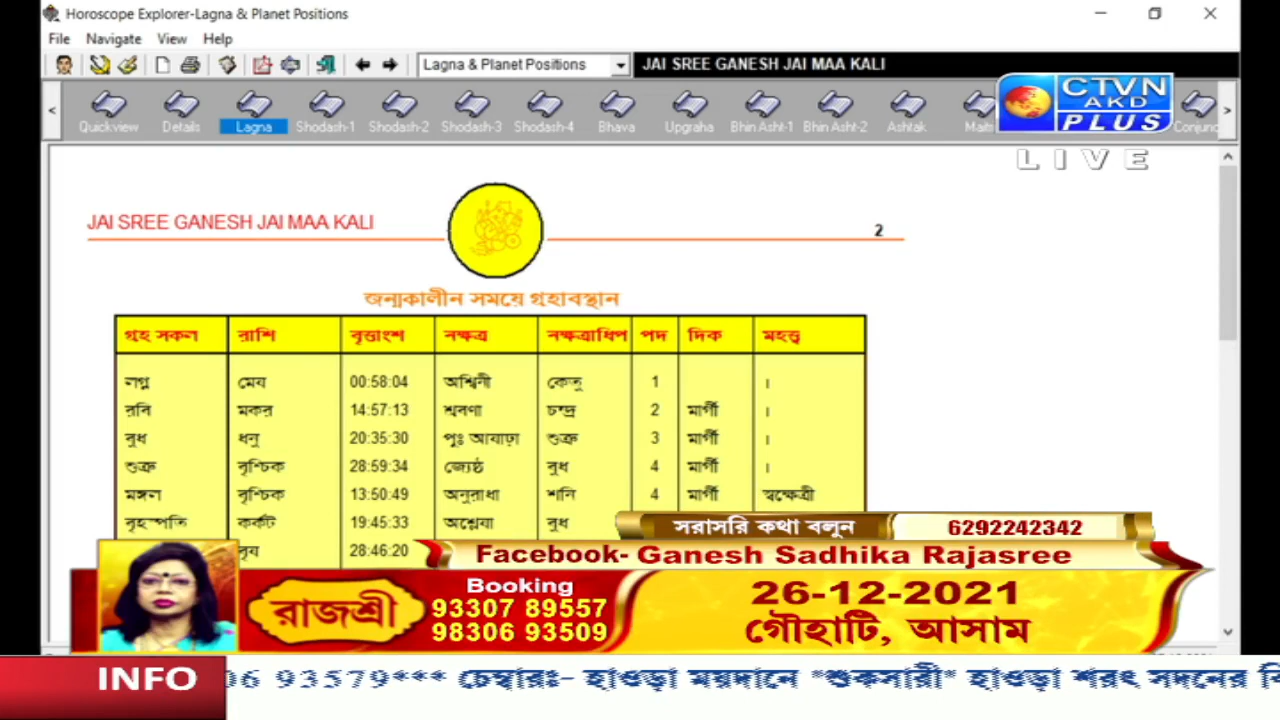 Horoscope Explorer-Lagna & Planet Positions
File Navigate View Help
Lagna & Planet Positions JAI SREE GANESH JAI MAA KALI
< Quickview Details Lagna Shodash-1 Shodash-2 Shodash-3 Shodash-4 Bhava Upgraha Bhin Asht-1 Bhin Asht-2 Ashtak >
CTVN
AKD
PLUS
LIVE
JAI SREE GANESH JAI MAA KALI 2
জন্মকালীন সময়ে গ্রহাবস্থান
গ্রহ সকল রাশি বৃত্তাংশ নক্ষত্র নক্ষত্রাধিপ পদ দিক মহত্ত্ব
লগ্ন মেষ 00:58:04 অশ্বিনী কেতু 1 ।
রবি মকর 14:57:13 শ্ববণা চন্দ্র 2 মার্গী ।
বুধ ধনু 20:35:30 পুঃ আষাঢ়া শুক্র 3 মার্গী ।
শুক্র বৃশ্চিক 28:59:34 জ্যেষ্ঠ বুধ 4 মার্গী ।
মঙ্গল বৃশ্চিক 13:50:49 অনুরাধা শনি 4 মার্গী স্বক্ষেত্রী
বৃহস্পতি কর্কট 19:45:33 অশ্লেষা বুধ
28:46:20
সরাসরি কথা বলুন 6292242342
Facebook- Ganesh Sadhika Rajasree
রাজশ্রী
Booking
93307 89557
98306 93509
26-12-2021
গৌহাটি, আসাম
INFO 06 93579*** চেম্বারঃ- হাওড়া ময়দানে *শুকসারী* হাওড়া শরৎ সদনের